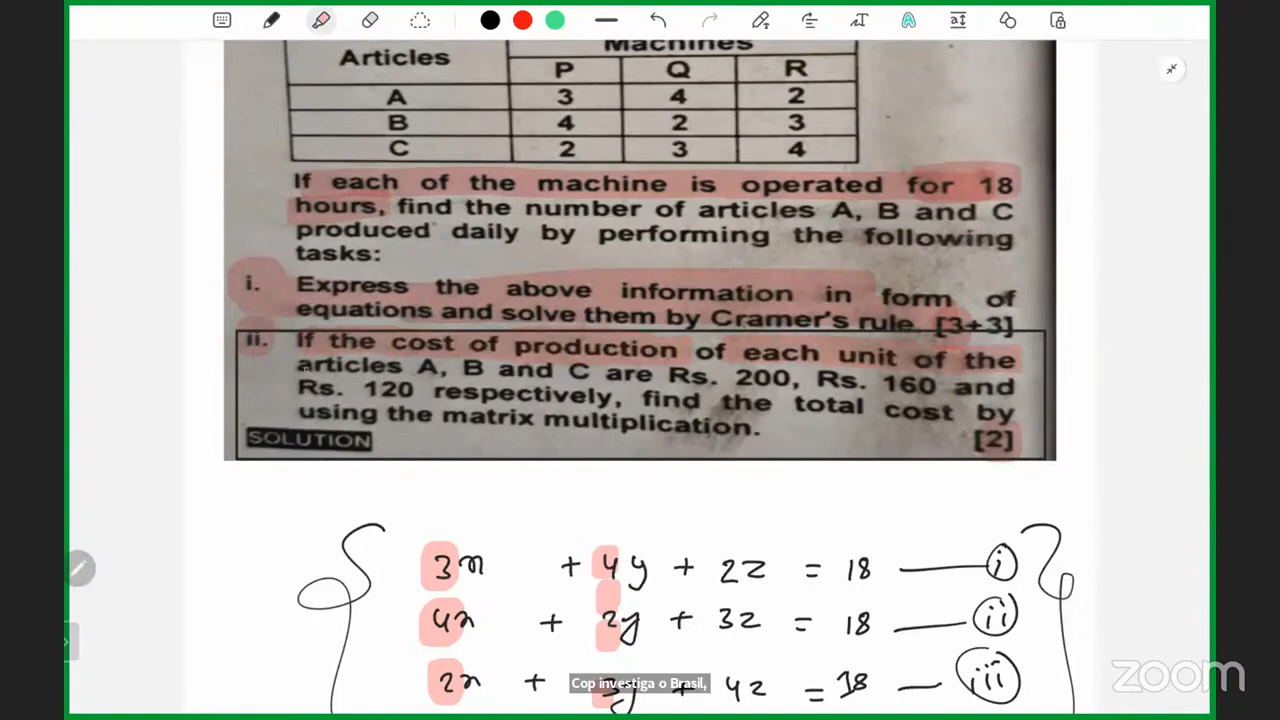 Machines
Articles P Q R
A 3 4 2
B 4 2 3
C 2 3 4
If each of the machine is operated for 18
hours, find the number of articles A, B and C
produced daily by performing the following
tasks:
i. Express the above information in form of
equations and solve them by Cramer's rule. [3+3]
ii. If the cost of production of each unit of the
articles A, B and C are Rs. 200, Rs. 160 and
Rs. 120 respectively, find the total cost by
using the matrix multiplication. [2]
SOLUTION
3x + 4y + 2z = 18 — i
4x + 2y + 3z = 18 — ii
2x + 3y + 4z = 18 — iii
Cop investiga o Brasil,
zoom